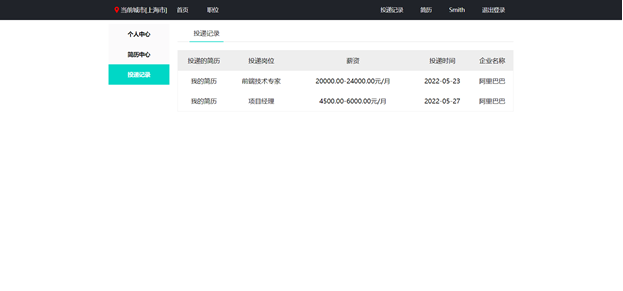 当前城市[上海市] 首页 职位 投递记录 简历 Smith 退出登录
个人中心
简历中心
投递记录
投递记录
投递的简历 投递岗位 薪资 投递时间 企业名称
我的简历 前端技术专家 20000.00-24000.00元/月 2022-05-23 阿里巴巴
我的简历 项目经理 4500.00-6000.00元/月 2022-05-27 阿里巴巴